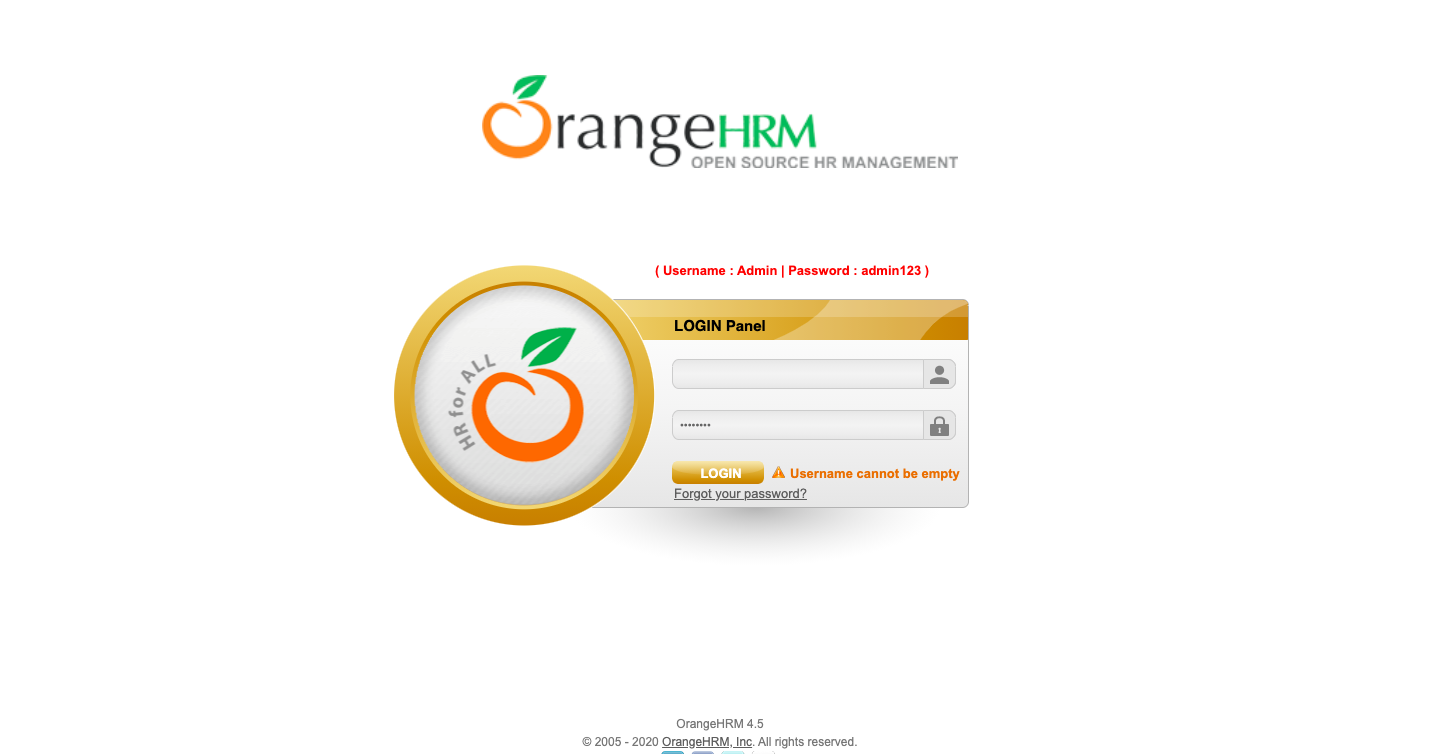 OrangeHRM
OPEN SOURCE HR MANAGEMENT
( Username : Admin | Password : admin123 )
LOGIN Panel
HR for ALL
••••••••
LOGIN
Username cannot be empty
Forgot your password?
OrangeHRM 4.5
© 2005 - 2020 OrangeHRM, Inc. All rights reserved.